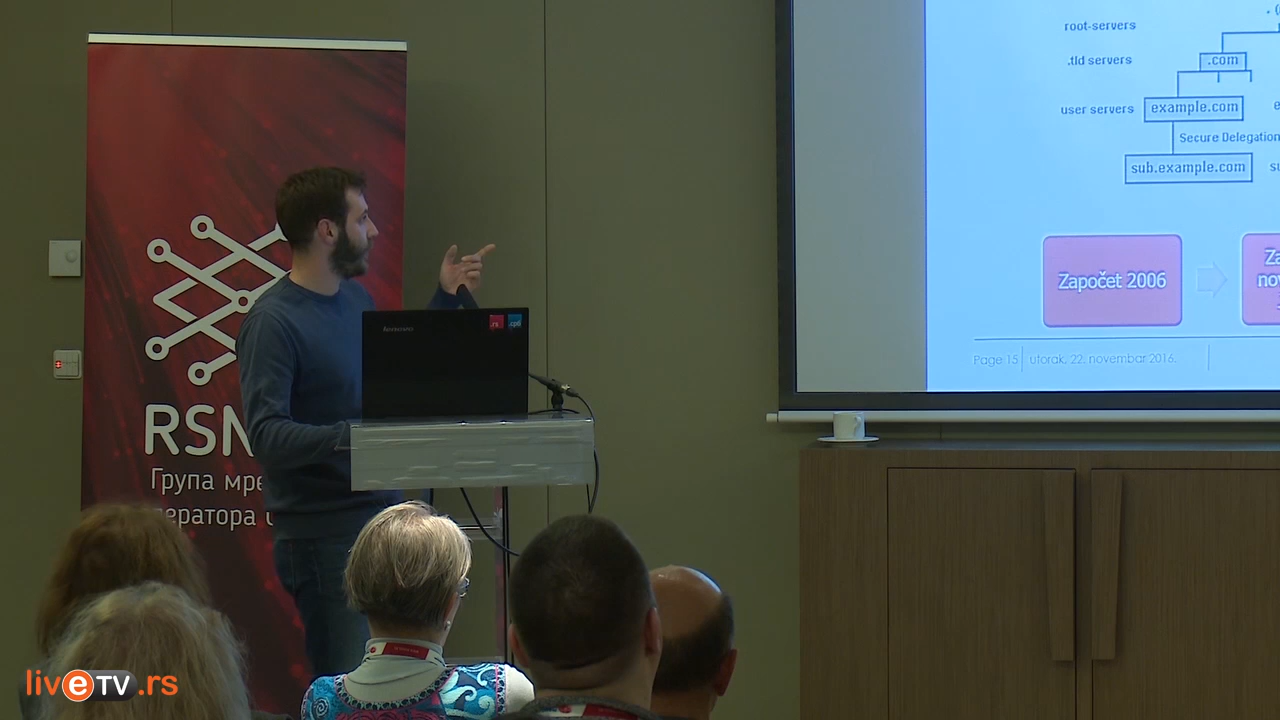 root-servers
.tld servers
.com
user servers
example.com
Secure Delegation
sub.example.com
Započet 2006
Page 15
utorak, 22. novembar 2016.
lenovo
.rs
.срб
RSN
Група мре
ператора
livetv.rs